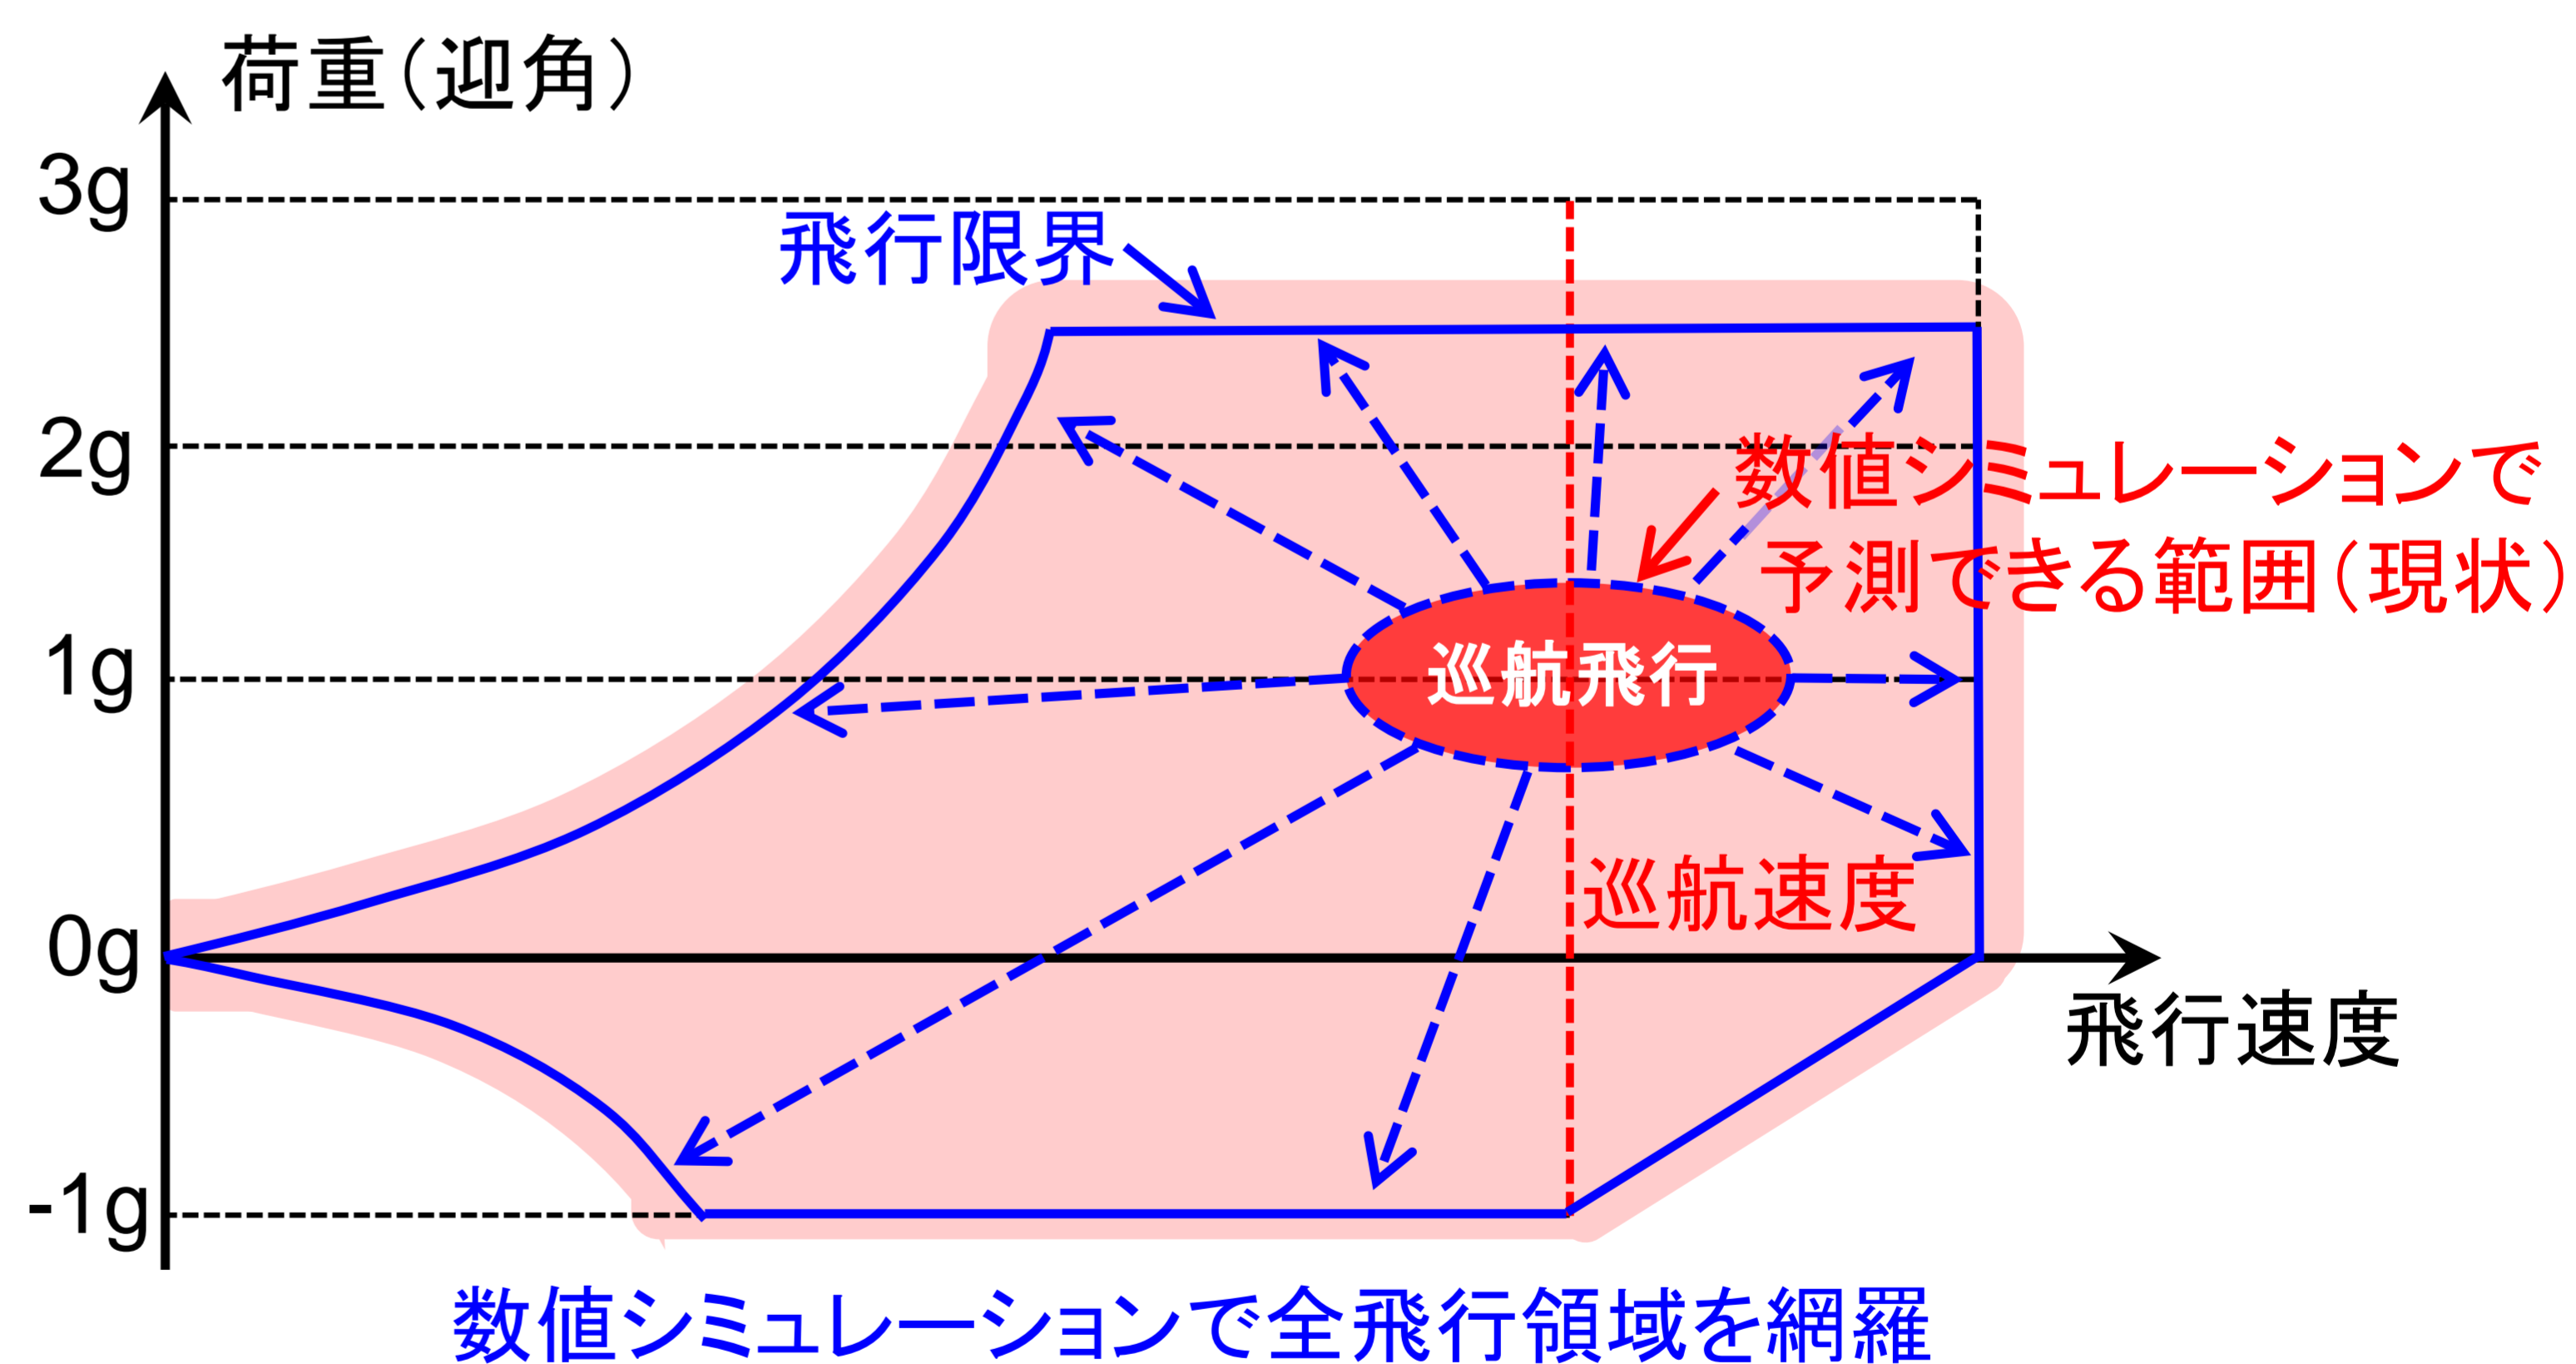 荷重(迎角)
3g
飛行限界
2g
数値シミュレーションで
予測できる範囲(現状)
1g
巡航飛行
巡航速度
0g
飛行速度
-1g
数値シミュレーションで全飛行領域を網羅